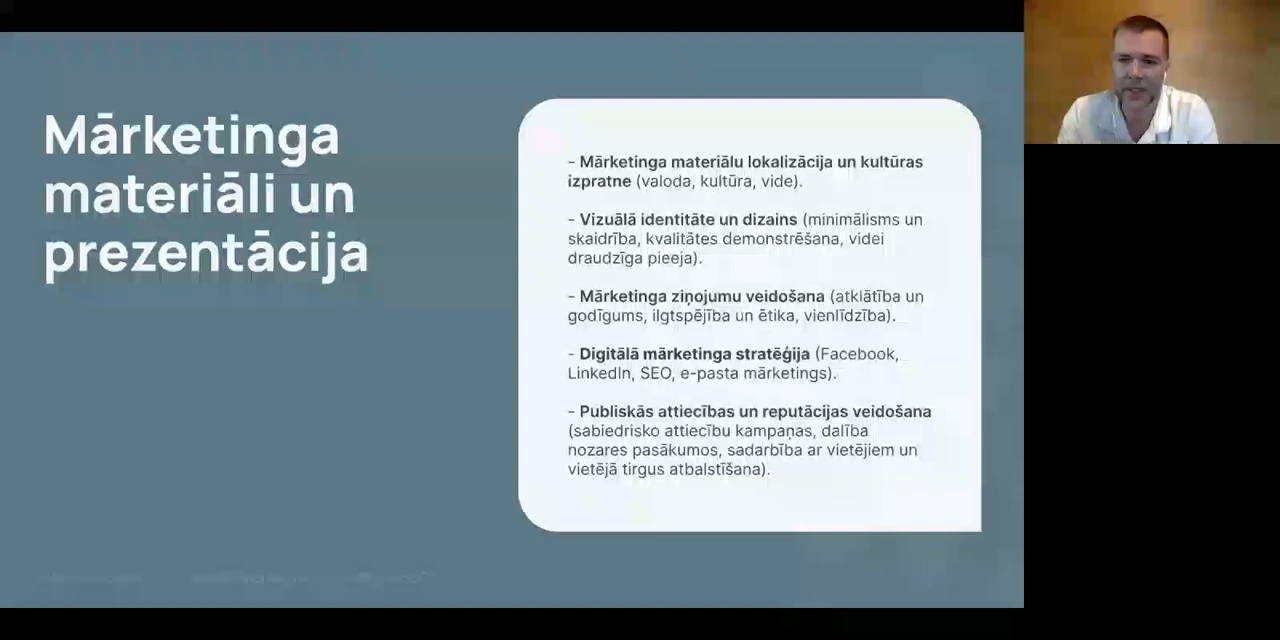 Mārketinga
materiāli un
prezentācija
- Mārketinga materiālu lokalizācija un kultūras
izpratne (valoda, kultūra, vide).
- Vizuālā identitāte un dizains (minimālisms un
skaidrība, kvalitātes demonstrēšana, videi
draudzīga pieeja).
- Mārketinga ziņojumu veidošana (atklātība un
godīgums, ilgtspējība un ētika, vienlīdzība).
- Digitālā mārketinga stratēģija (Facebook,
LinkedIn, SEO, e-pasta mārketings).
- Publiskās attiecības un reputācijas veidošana
(sabiedrisko attiecību kampaņas, dalība
nozares pasākumos, sadarbība ar vietējiem un
vietējā tirgus atbalstīšana).